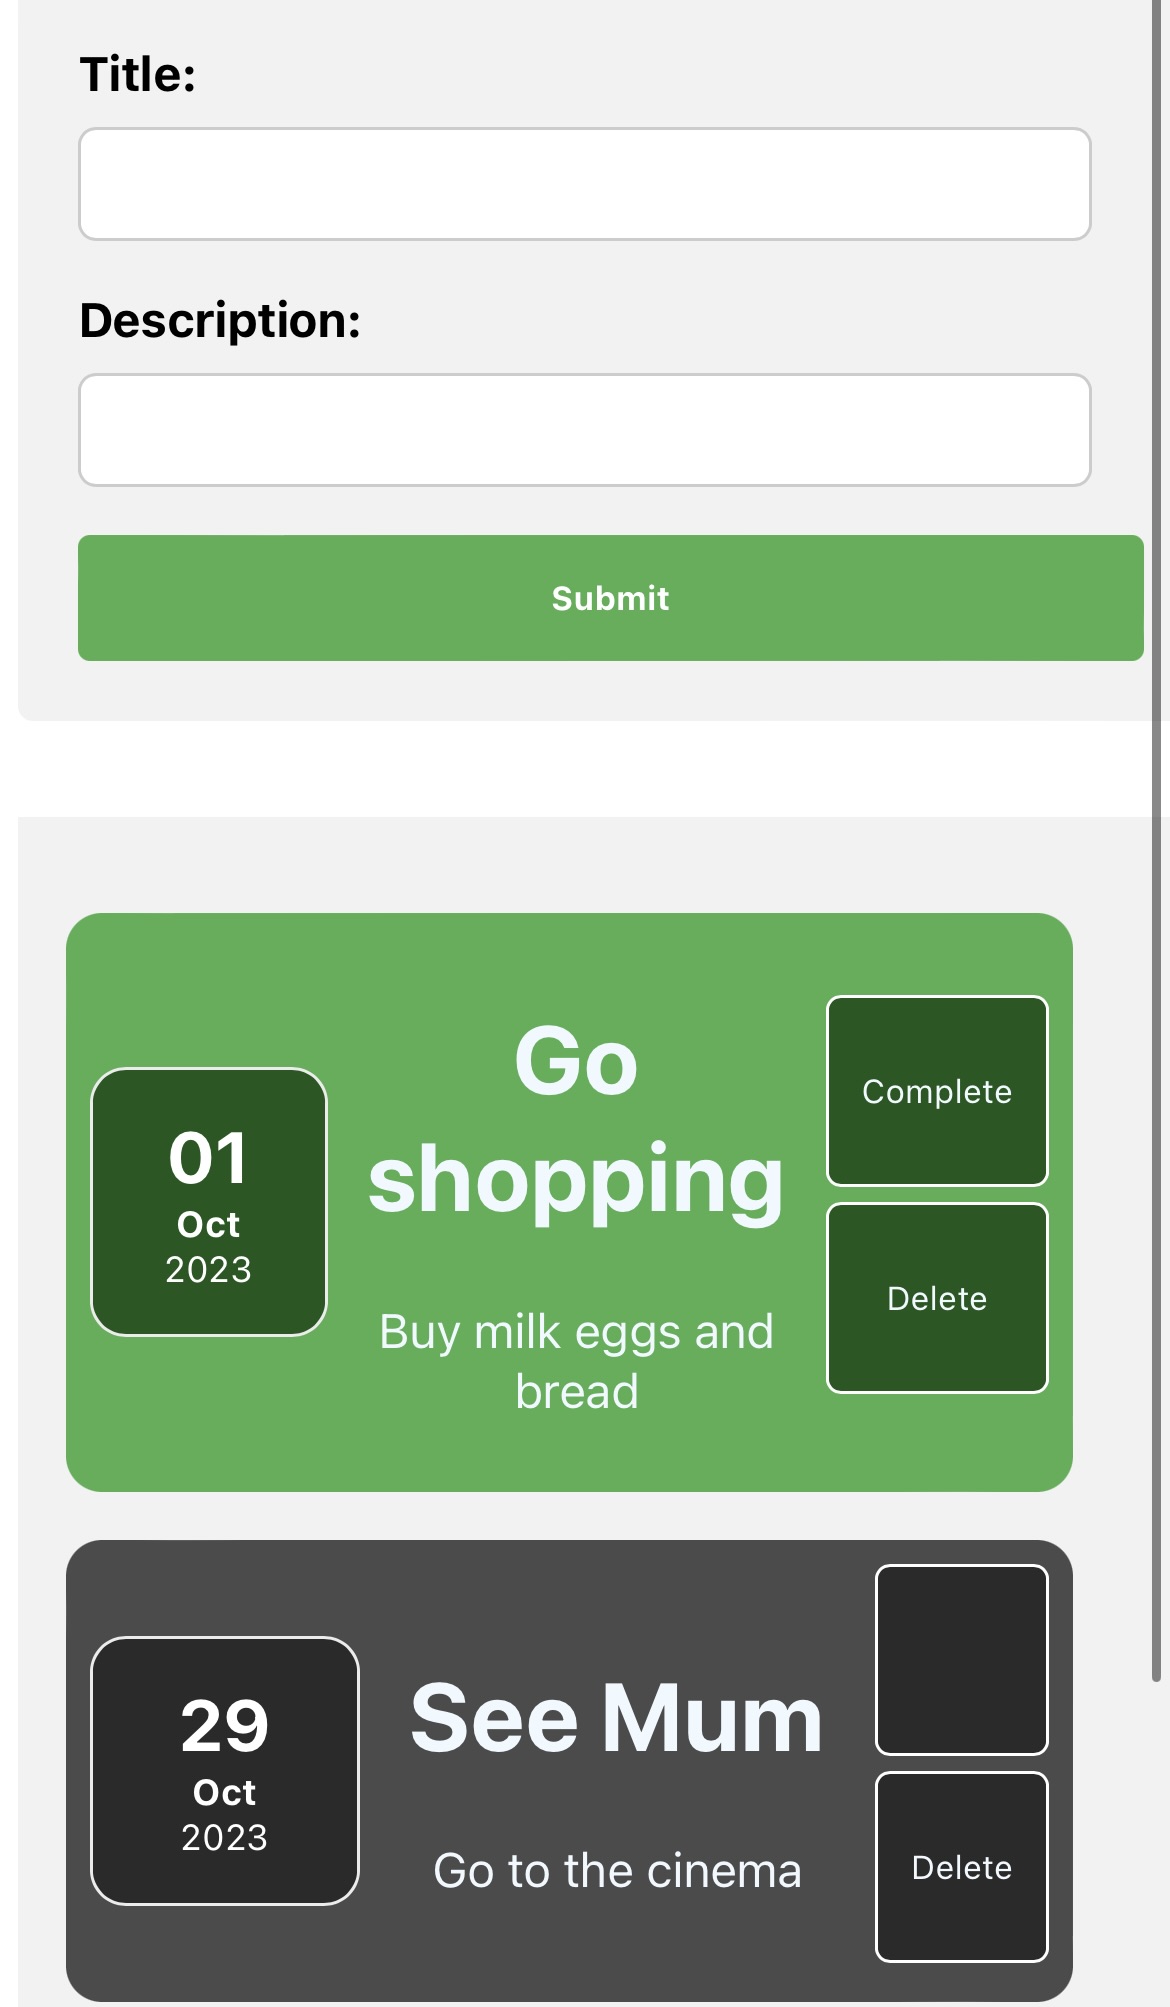 Title:
Description:
Submit
01
Oct
2023
Go
shopping
Buy milk eggs and
bread
Complete
Delete
29
Oct
2023
See Mum
Go to the cinema
Delete